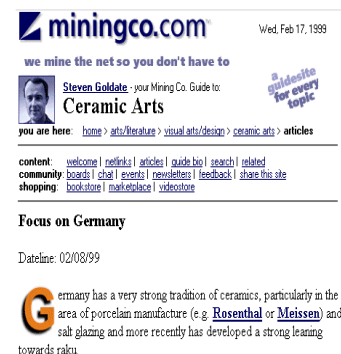 miningco.com
Wed, Feb 17, 1999
we mine the net so you don't have to
a guidesite for every topic
Steven Goldate - your Mining Co. Guide to:
Ceramic Arts
you are here: home > arts/literature > visual arts/design > ceramic arts > articles
content: welcome | netlinks | articles | guide bio | search | related
community: boards | chat | events | newsletters | feedback | share this site
shopping: bookstore | marketplace | videostore
Focus on Germany
Dateline: 02/08/99
Germany has a very strong tradition of ceramics, particularly in the
area of porcelain manufacture (e.g. Rosenthal or Meissen) and
salt glazing and more recently has developed a strong leaning
towards raku.